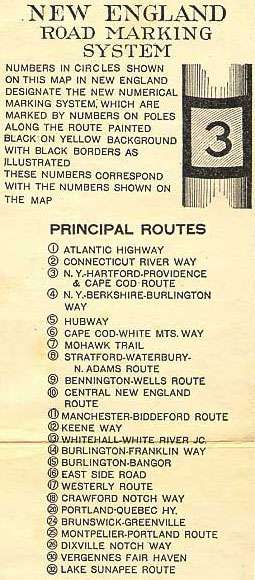 NEW ENGLAND
ROAD MARKING
SYSTEM
NUMBERS IN CIRCLES SHOWN
ON THIS MAP IN NEW ENGLAND
DESIGNATE THE NEW NUMERICAL
MARKING SYSTEM, WHICH ARE
MARKED BY NUMBERS ON POLES
ALONG THE ROUTE PAINTED
BLACK ON YELLOW BACKGROUND
WITH BLACK BORDERS AS
ILLUSTRATED
THESE NUMBERS CORRESPOND
WITH THE NUMBERS SHOWN ON
THE MAP
3
PRINCIPAL ROUTES
1 ATLANTIC HIGHWAY
2 CONNECTICUT RIVER WAY
3 N.Y.-HARTFORD-PROVIDENCE
& CAPE COD ROUTE
4 N.Y.-BERKSHIRE-BURLINGTON
WAY
5 HUBWAY
6 CAPE COD-WHITE MTS. WAY
7 MOHAWK TRAIL
8 STRATFORD-WATERBURY-
N. ADAMS ROUTE
9 BENNINGTON-WELLS ROUTE
10 CENTRAL NEW ENGLAND
ROUTE
11 MANCHESTER-BIDDEFORD ROUTE
12 KEENE WAY
13 WHITEHALL-WHITE RIVER JC.
14 BURLINGTON-FRANKLIN WAY
15 BURLINGTON-BANGOR
16 EAST SIDE ROAD
17 WESTERLY ROUTE
18 CRAWFORD NOTCH WAY
20 PORTLAND-QUEBEC HY.
24 BRUNSWICK-GREENVILLE
25 MONTPELIER-PORTLAND ROUTE
26 DIXVILLE NOTCH WAY
30 VERGENNES FAIR HAVEN
32 LAKE SUNAPEE ROUTE